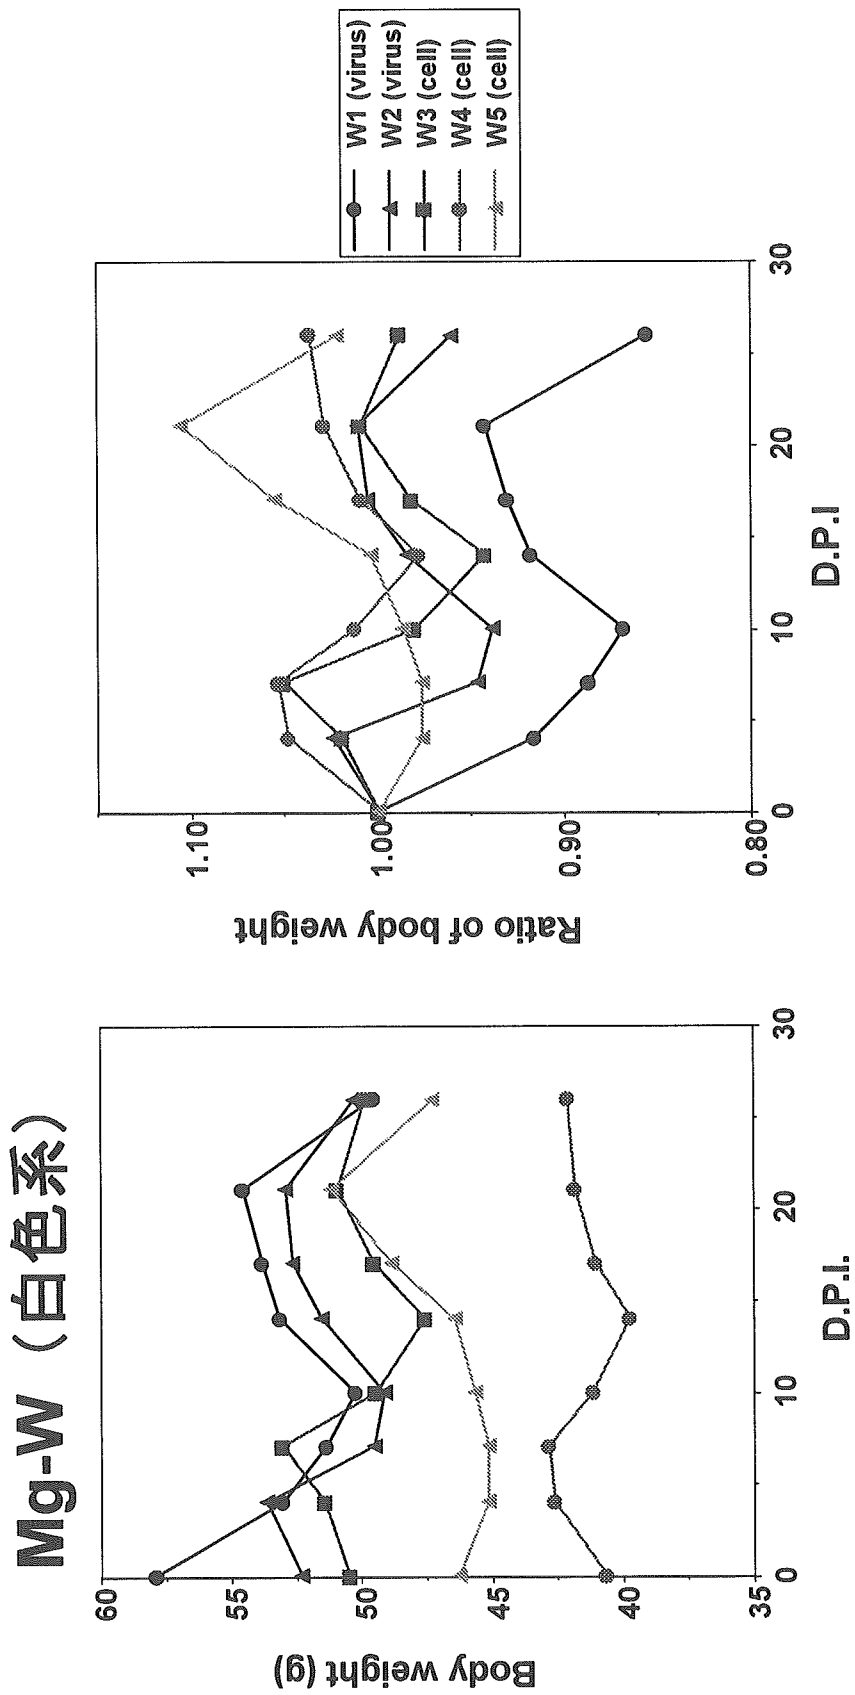 Mg-W（白色系）
Body weight (g)
60
55
50
45
40
35
0
10
20
30
D.P.I.
Ratio of body weight
1.10
1.00
0.90
0.80
0
10
20
30
D.P.I
W1 (virus)
W2 (virus)
W3 (cell)
W4 (cell)
W5 (cell)